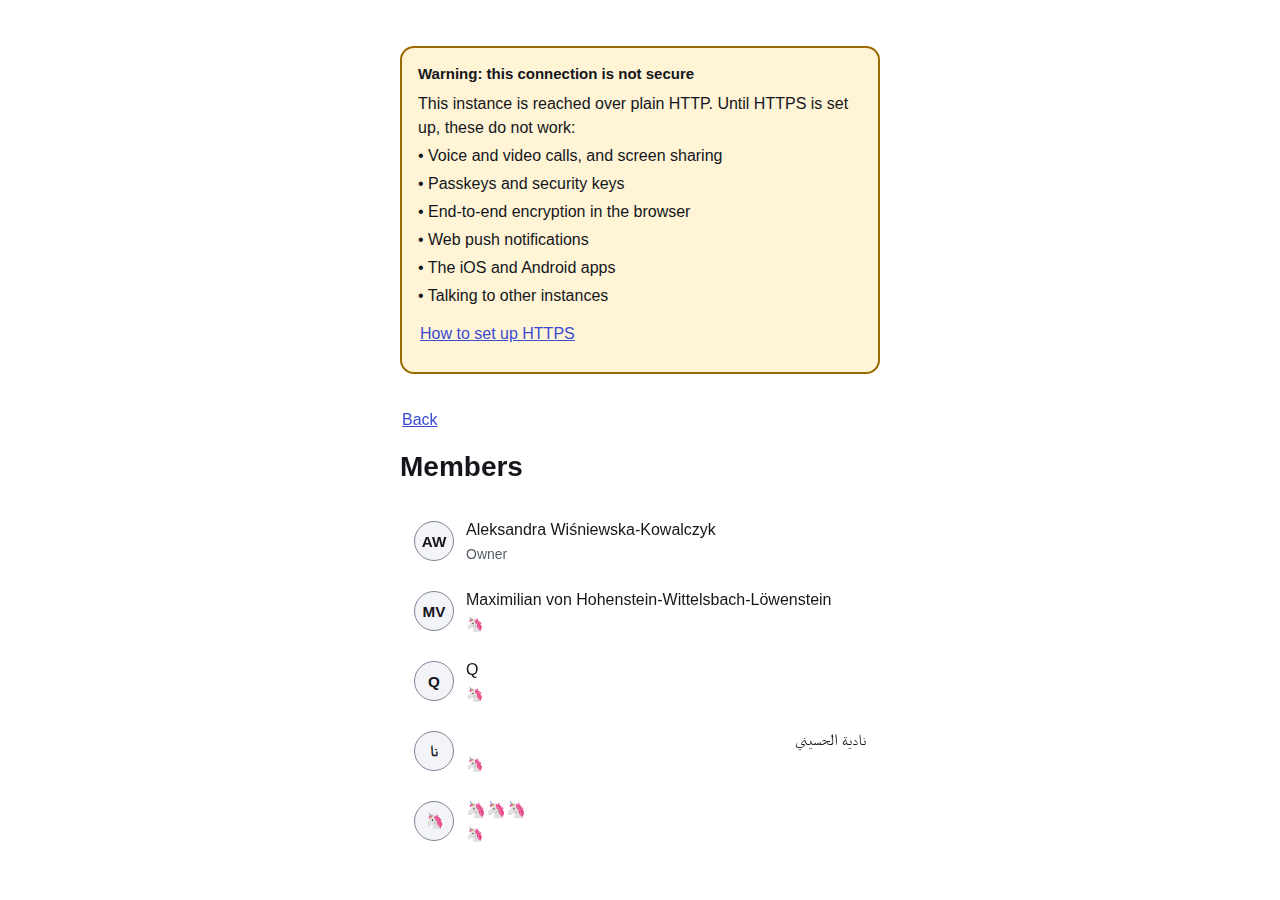 Warning: this connection is not secure
This instance is reached over plain HTTP. Until HTTPS is set
up, these do not work:
• Voice and video calls, and screen sharing
• Passkeys and security keys
• End-to-end encryption in the browser
• Web push notifications
• The iOS and Android apps
• Talking to other instances
How to set up HTTPS
Back
Members
AW
Aleksandra Wiśniewska-Kowalczyk
Owner
MV
Maximilian von Hohenstein-Wittelsbach-Löwenstein
🦄
Q
Q
🦄
نا
نادية الحسيني
🦄
🦄
🦄🦄🦄
🦄